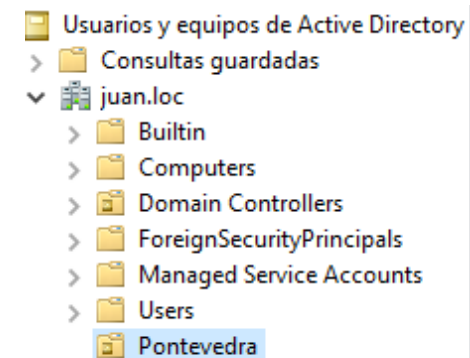 Usuarios y equipos de Active Directory
Consultas guardadas
juan.loc
Builtin
Computers
Domain Controllers
ForeignSecurityPrincipals
Managed Service Accounts
Users
Pontevedra